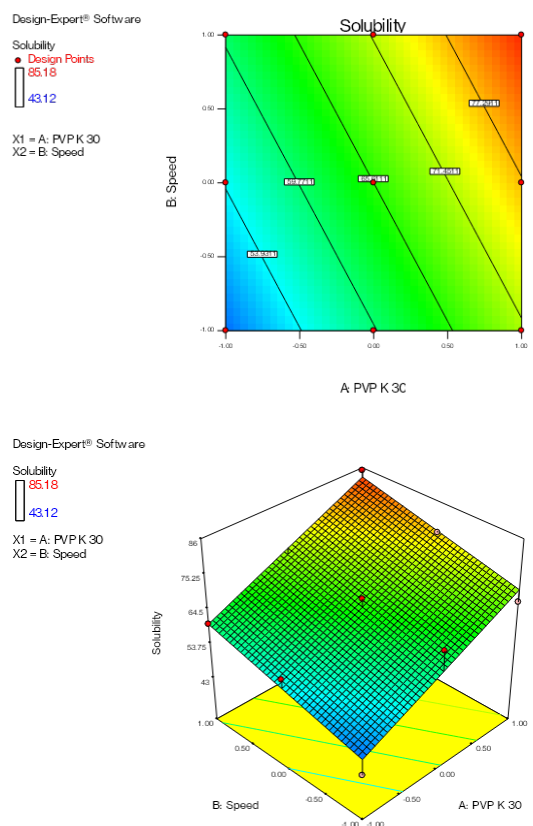 Design-Expert® Software
Solubility
Design Points
85.18
43.12
X1 = A: PVP K 30
X2 = B: Speed
Solubility
1.00
0.50
0.00
-0.50
-1.00
B: Speed
-1.00 -0.50 0.00 0.50 1.00
A: PVP K 30
Design-Expert® Software
Solubility
85.18
43.12
X1 = A: PVP K 30
X2 = B: Speed
86
75.25
64.5
53.75
43
Solubility
1.00 1.00
0.50 0.50
0.00 0.00
-0.50 -0.50
-1.00 -1.00
B: Speed
A: PVP K 30